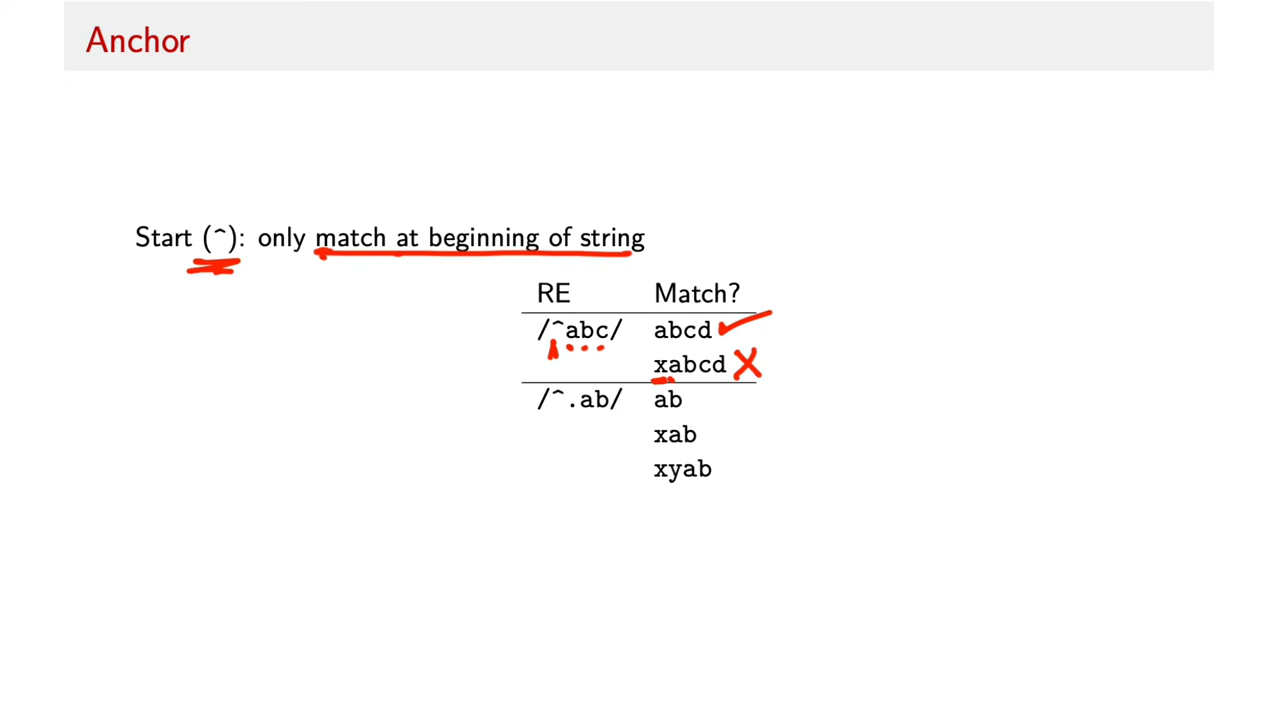 Anchor
Start (^): only match at beginning of string
RE Match?
/^abc/ abcd ✓
xabcd X
/^.ab/ ab
xab
xyab